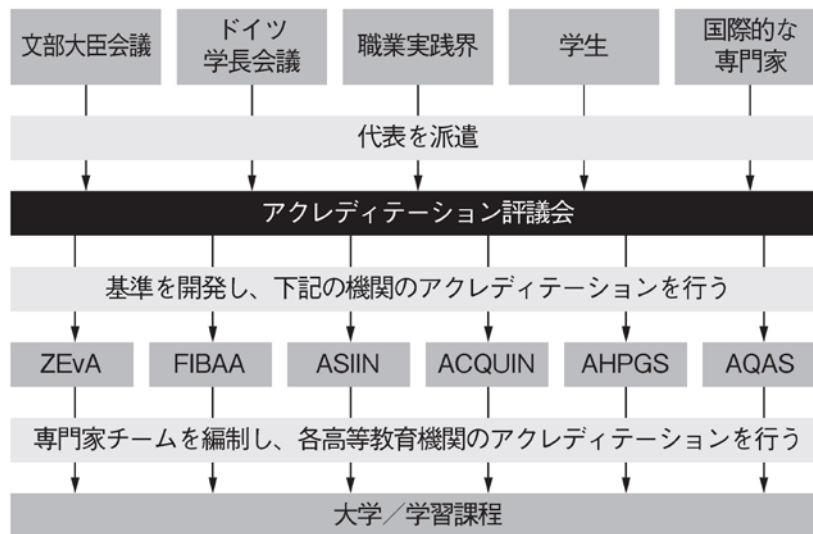 文部大臣会議
ドイツ
学長会議
職業実践界
学生
国際的な
専門家
代表を派遣
アクレディテーション評議会
基準を開発し、下記の機関のアクレディテーションを行う
ZEvA
FIBAA
ASIIN
ACQUIN
AHPGS
AQAS
専門家チームを編制し、各高等教育機関のアクレディテーションを行う
大学／学習課程